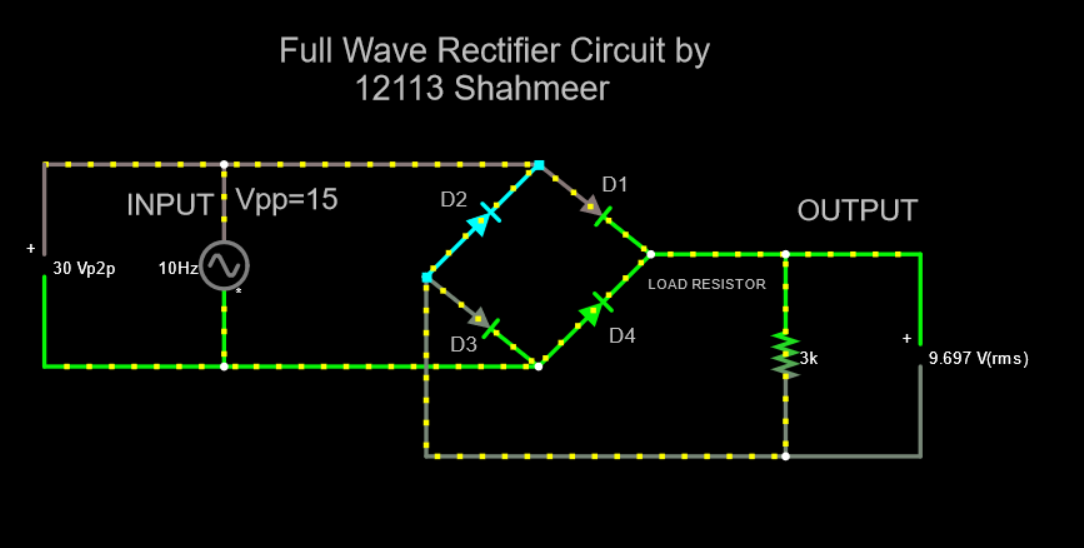 Full Wave Rectifier Circuit by
12113 Shahmeer
INPUT
Vpp=15
D2
D1
OUTPUT
+
30 Vp2p
10Hz
*
LOAD RESISTOR
D3
D4
3k
+
9.697 V(rms)